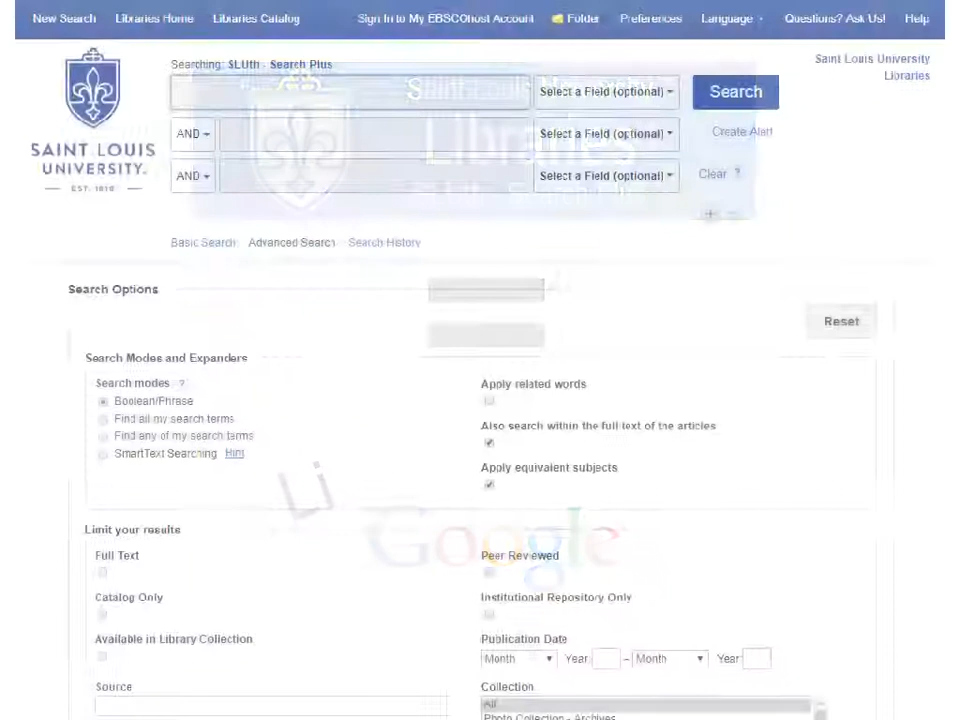 New Search Libraries Home Libraries Catalog Sign In to My EBSCOhost Account Folder Preferences Language Questions? Ask Us! Help
Searching: SLUth - Search Plus
Saint Louis University
Libraries
Select a Field (optional) Search
SAINT LOUIS
UNIVERSITY.
EST. 1818
AND Select a Field (optional) Create Alert
AND Select a Field (optional) Clear ?
Libraries
Basic Search Advanced Search Search History
Search Options
Reset
Search Modes and Expanders
Search modes ?
Boolean/Phrase
Find all my search terms
Find any of my search terms
SmartText Searching Hint
Apply related words
Also search within the full text of the articles
Apply equivalent subjects
Li
Google
Limit your results
Full Text
Peer Reviewed
Catalog Only
Institutional Repository Only
Available in Library Collection
Publication Date
Month Year – Month Year
Source
Collection
All
Photo Collection - Archives